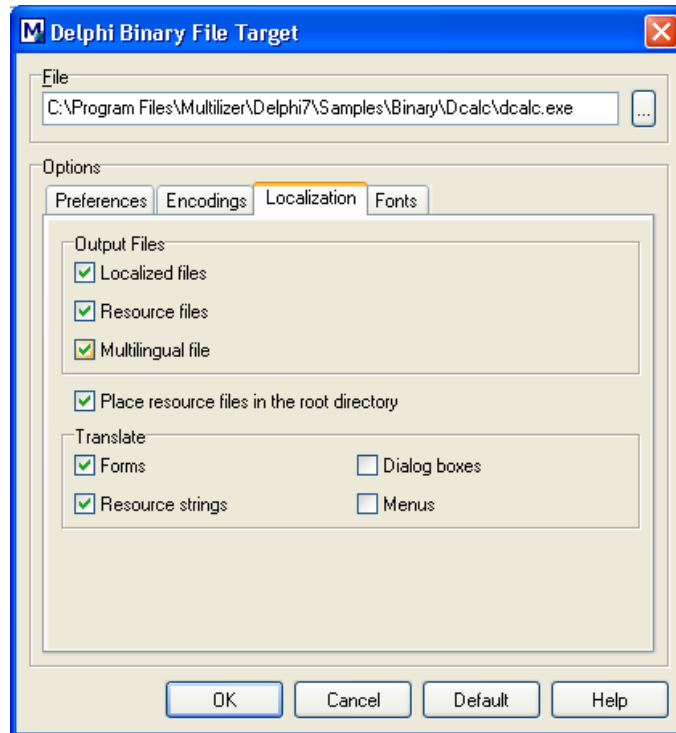 M Delphi Binary File Target
File
C:\Program Files\Multilizer\Delphi7\Samples\Binary\Dcalc\dcalc.exe ...
Options
Preferences Encodings Localization Fonts
Output Files
Localized files
Resource files
Multilingual file
Place resource files in the root directory
Translate
Forms Dialog boxes
Resource strings Menus
OK Cancel Default Help